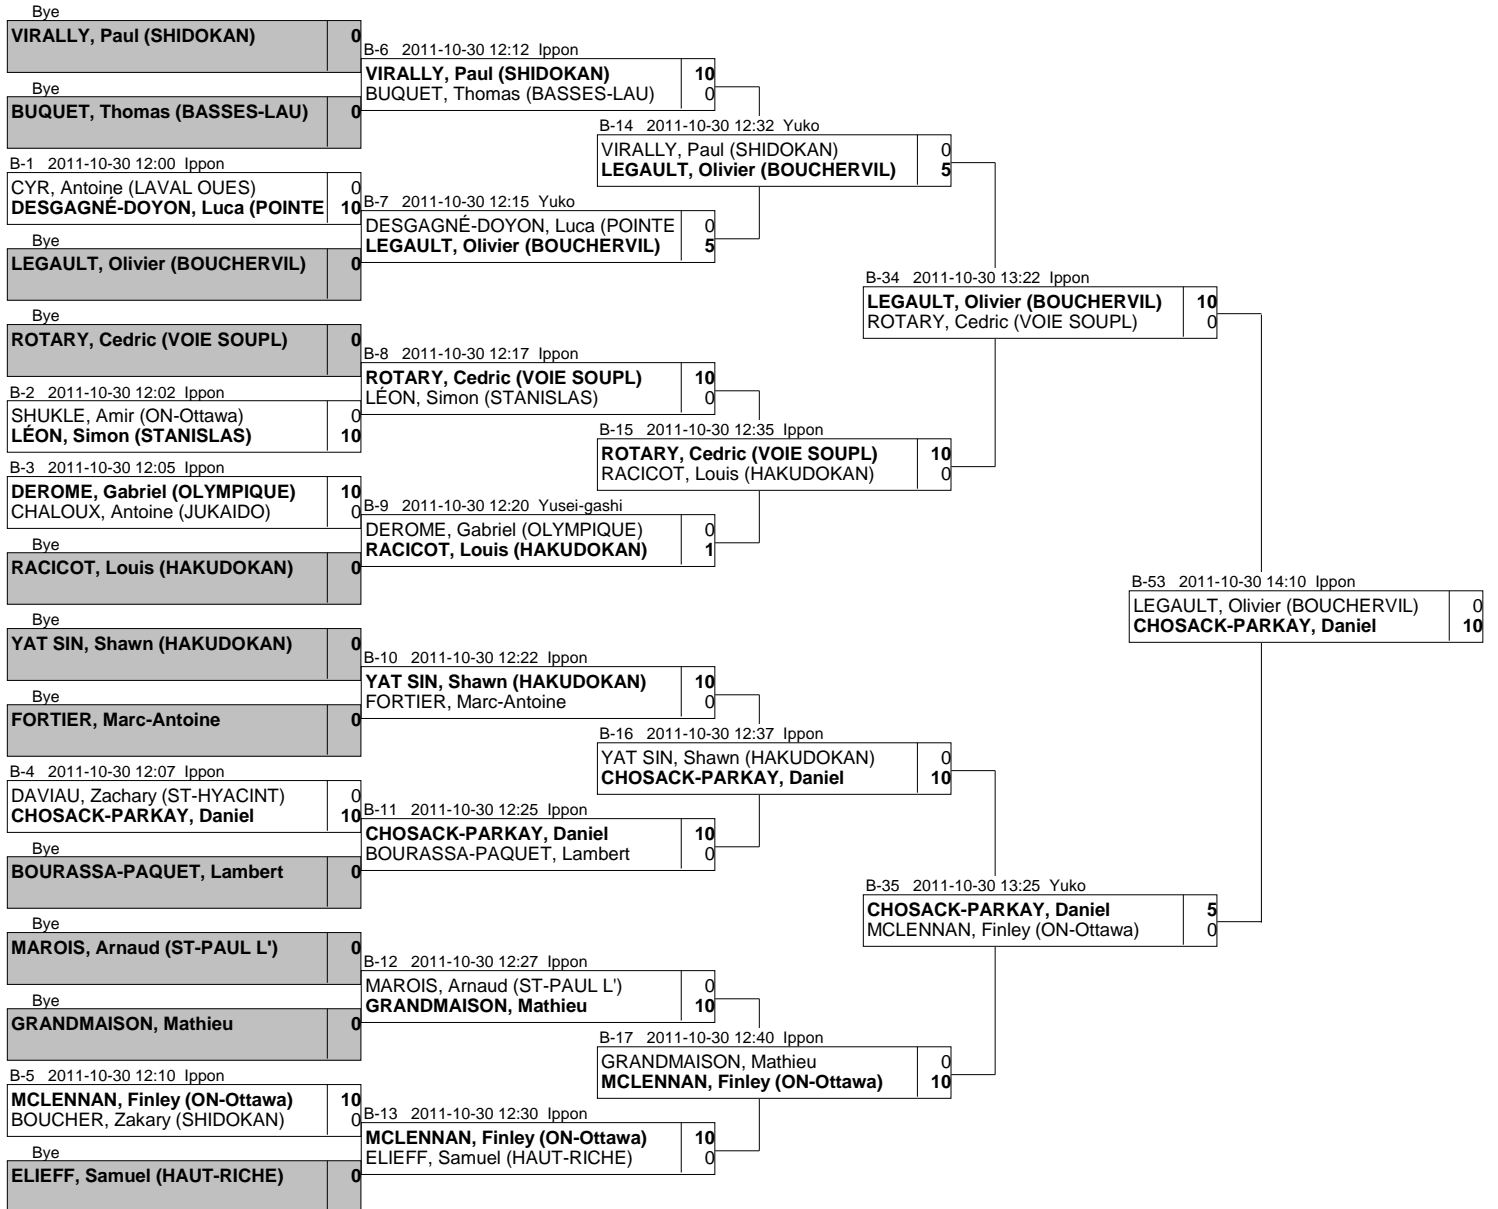 Bye
VIRALLY, Paul (SHIDOKAN) 0
Bye
BUQUET, Thomas (BASSES-LAU) 0
B-1 2011-10-30 12:00 Ippon
CYR, Antoine (LAVAL OUES) 0
DESGAGNÉ-DOYON, Luca (POINTE 10
Bye
LEGAULT, Olivier (BOUCHERVIL) 0
Bye
ROTARY, Cedric (VOIE SOUPL) 0
B-2 2011-10-30 12:02 Ippon
SHUKLE, Amir (ON-Ottawa) 0
LÉON, Simon (STANISLAS) 10
B-3 2011-10-30 12:05 Ippon
DEROME, Gabriel (OLYMPIQUE) 10
CHALOUX, Antoine (JUKAIDO) 0
Bye
RACICOT, Louis (HAKUDOKAN) 0
Bye
YAT SIN, Shawn (HAKUDOKAN) 0
Bye
FORTIER, Marc-Antoine 0
B-4 2011-10-30 12:07 Ippon
DAVIAU, Zachary (ST-HYACINT) 0
CHOSACK-PARKAY, Daniel 10
Bye
BOURASSA-PAQUET, Lambert 0
Bye
MAROIS, Arnaud (ST-PAUL L') 0
Bye
GRANDMAISON, Mathieu 0
B-5 2011-10-30 12:10 Ippon
MCLENNAN, Finley (ON-Ottawa) 10
BOUCHER, Zakary (SHIDOKAN) 0
Bye
ELIEFF, Samuel (HAUT-RICHE) 0
B-6 2011-10-30 12:12 Ippon
VIRALLY, Paul (SHIDOKAN) 10
BUQUET, Thomas (BASSES-LAU) 0
B-7 2011-10-30 12:15 Yuko
DESGAGNÉ-DOYON, Luca (POINTE 0
LEGAULT, Olivier (BOUCHERVIL) 5
B-8 2011-10-30 12:17 Ippon
ROTARY, Cedric (VOIE SOUPL) 10
LÉON, Simon (STANISLAS) 0
B-9 2011-10-30 12:20 Yusei-gashi
DEROME, Gabriel (OLYMPIQUE) 0
RACICOT, Louis (HAKUDOKAN) 1
B-10 2011-10-30 12:22 Ippon
YAT SIN, Shawn (HAKUDOKAN) 10
FORTIER, Marc-Antoine 0
B-11 2011-10-30 12:25 Ippon
CHOSACK-PARKAY, Daniel 10
BOURASSA-PAQUET, Lambert 0
B-12 2011-10-30 12:27 Ippon
MAROIS, Arnaud (ST-PAUL L') 0
GRANDMAISON, Mathieu 10
B-13 2011-10-30 12:30 Ippon
MCLENNAN, Finley (ON-Ottawa) 10
ELIEFF, Samuel (HAUT-RICHE) 0
B-14 2011-10-30 12:32 Yuko
VIRALLY, Paul (SHIDOKAN) 0
LEGAULT, Olivier (BOUCHERVIL) 5
B-15 2011-10-30 12:35 Ippon
ROTARY, Cedric (VOIE SOUPL) 10
RACICOT, Louis (HAKUDOKAN) 0
B-16 2011-10-30 12:37 Ippon
YAT SIN, Shawn (HAKUDOKAN) 0
CHOSACK-PARKAY, Daniel 10
B-17 2011-10-30 12:40 Ippon
GRANDMAISON, Mathieu 0
MCLENNAN, Finley (ON-Ottawa) 10
B-34 2011-10-30 13:22 Ippon
LEGAULT, Olivier (BOUCHERVIL) 10
ROTARY, Cedric (VOIE SOUPL) 0
B-35 2011-10-30 13:25 Yuko
CHOSACK-PARKAY, Daniel 5
MCLENNAN, Finley (ON-Ottawa) 0
B-53 2011-10-30 14:10 Ippon
LEGAULT, Olivier (BOUCHERVIL) 0
CHOSACK-PARKAY, Daniel 10